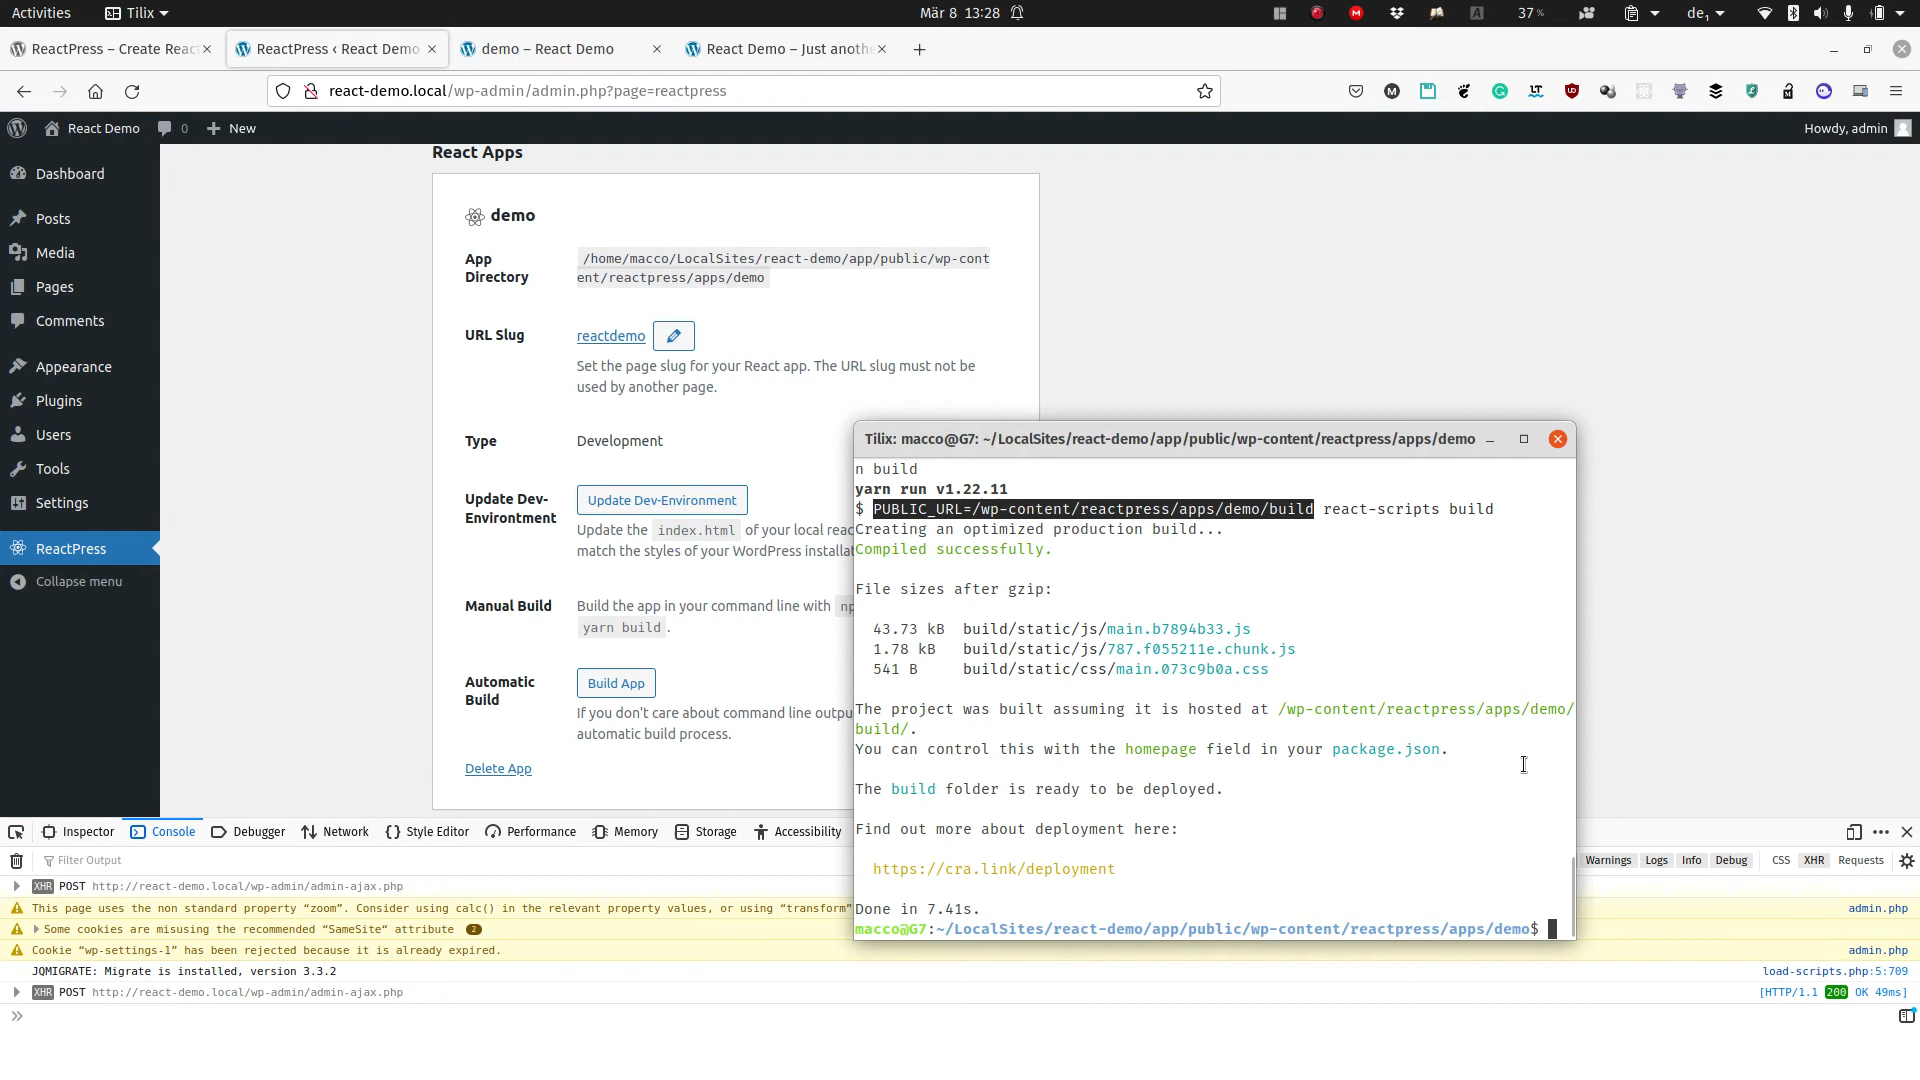 Activities
Tilix
Mär 8 13:28
37 %
de₁
ReactPress – Create Reac
ReactPress ‹ React Demo
demo – React Demo
React Demo – Just anoth
react-demo.local/wp-admin/admin.php?page=reactpress
React Demo
0
New
Howdy, admin
Dashboard
Posts
Media
Pages
Comments
Appearance
Plugins
Users
Tools
Settings
ReactPress
Collapse menu
React Apps
demo
App Directory
/home/macco/LocalSites/react-demo/app/public/wp-cont
ent/reactpress/apps/demo
URL Slug
reactdemo
Set the page slug for your React app. The URL slug must not be
used by another page.
Type
Development
Update Dev-
Environtment
Update Dev-Environment
Update the index.html of your local reac
match the styles of your WordPress installa
Manual Build
Build the app in your command line with np
yarn build .
Automatic
Build
Build App
If you don't care about command line outpu
automatic build process.
Delete App
Tilix: macco@G7: ~/LocalSites/react-demo/app/public/wp-content/reactpress/apps/demo
n build
yarn run v1.22.11
$ PUBLIC_URL=/wp-content/reactpress/apps/demo/build react-scripts build
Creating an optimized production build...
Compiled successfully.
File sizes after gzip:
43.73 kB build/static/js/main.b7894b33.js
1.78 kB build/static/js/787.f055211e.chunk.js
541 B build/static/css/main.073c9b0a.css
The project was built assuming it is hosted at /wp-content/reactpress/apps/demo/
build/.
You can control this with the homepage field in your package.json.
The build folder is ready to be deployed.
Find out more about deployment here:
https://cra.link/deployment
Done in 7.41s.
macco@G7:~/LocalSites/react-demo/app/public/wp-content/reactpress/apps/demo$
Inspector
Console
Debugger
Network
Style Editor
Performance
Memory
Storage
Accessibility
Filter Output
Warnings
Logs
Info
Debug
CSS
XHR
Requests
XHR POST http://react-demo.local/wp-admin/admin-ajax.php
This page uses the non standard property “zoom”. Consider using calc() in the relevant property values, or using “transform”
admin.php
Some cookies are misusing the recommended “SameSite“ attribute 2
Cookie “wp-settings-1” has been rejected because it is already expired.
admin.php
JQMIGRATE: Migrate is installed, version 3.3.2
load-scripts.php:5:709
XHR POST http://react-demo.local/wp-admin/admin-ajax.php
[HTTP/1.1 200 OK 49ms]